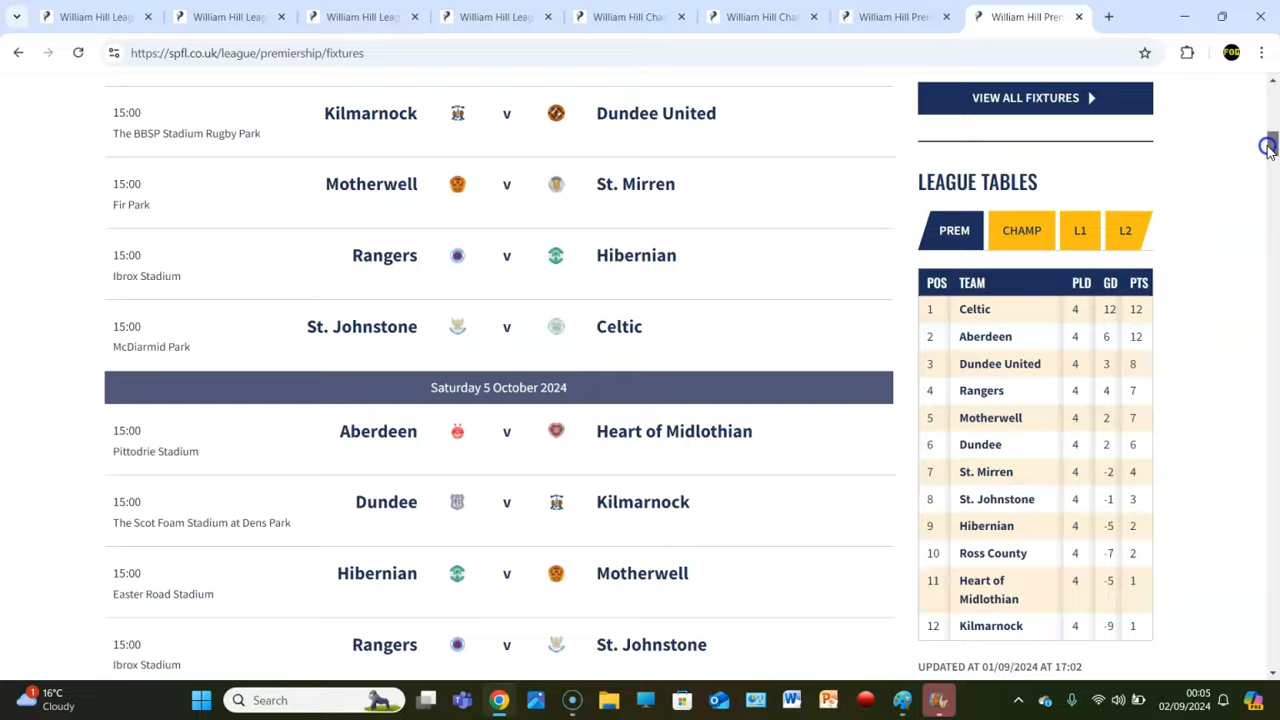 William Hill Leag
William Hill Leag
William Hill Leag
William Hill Leag
William Hill Cha
William Hill Cha
William Hill Pre
William Hill Pre
https://spfl.co.uk/league/premiership/fixtures
15:00
Kilmarnock v Dundee United
The BBSP Stadium Rugby Park
15:00
Motherwell v St. Mirren
Fir Park
15:00
Rangers v Hibernian
Ibrox Stadium
15:00
St. Johnstone v Celtic
McDiarmid Park
Saturday 5 October 2024
15:00
Aberdeen v Heart of Midlothian
Pittodrie Stadium
15:00
Dundee v Kilmarnock
The Scot Foam Stadium at Dens Park
15:00
Hibernian v Motherwell
Easter Road Stadium
15:00
Rangers v St. Johnstone
Ibrox Stadium
VIEW ALL FIXTURES
LEAGUE TABLES
PREM CHAMP L1 L2
POS TEAM PLD GD PTS
1 Celtic 4 12 12
2 Aberdeen 4 6 12
3 Dundee United 4 3 8
4 Rangers 4 4 7
5 Motherwell 4 2 7
6 Dundee 4 2 6
7 St. Mirren 4 -2 4
8 St. Johnstone 4 -1 3
9 Hibernian 4 -5 2
10 Ross County 4 -7 2
11 Heart of Midlothian 4 -5 1
12 Kilmarnock 4 -9 1
UPDATED AT 01/09/2024 AT 17:02
1
16°C
Cloudy
Search
00:05
02/09/2024